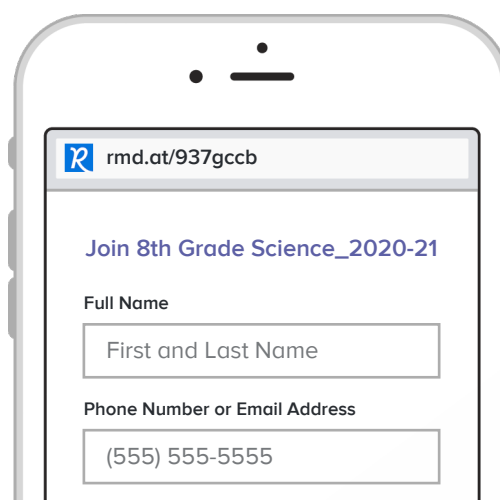 R rmd.at/937gccb
Join 8th Grade Science_2020-21
Full Name
First and Last Name
Phone Number or Email Address
(555) 555-5555